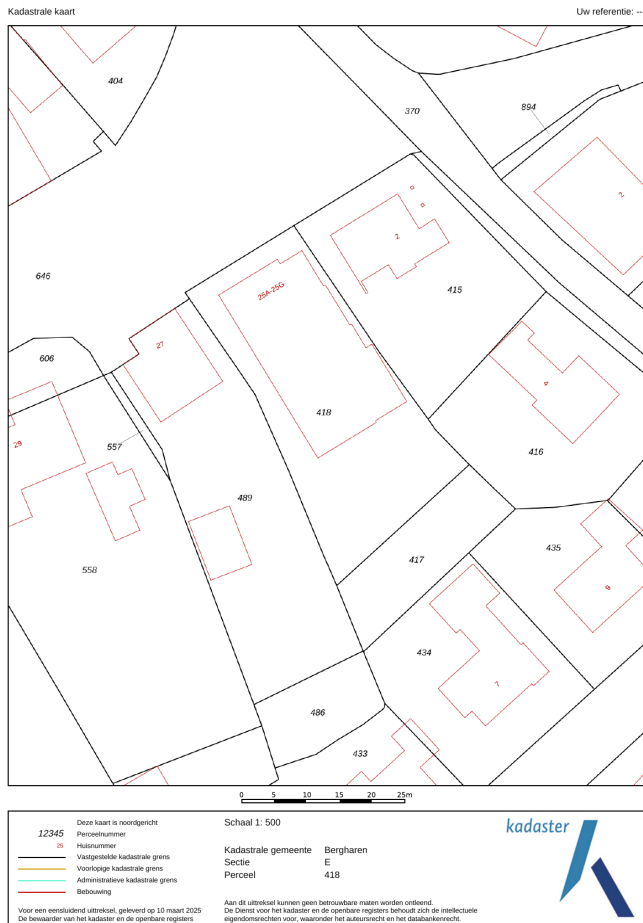 Kadastrale kaart
Uw referentie: --
404
370
894
2
2
646
25A-25G
415
27
606
4
418
29
557
416
489
435
417
558
9
434
7
486
433
0 5 10 15 20 25m
Deze kaart is noordgericht
12345 Perceelnummer
25 Huisnummer
Vastgestelde kadastrale grens
Voorlopige kadastrale grens
Administratieve kadastrale grens
Bebouwing
Voor een eensluidend uittreksel, geleverd op 10 maart 2025
De bewaarder van het kadaster en de openbare registers
Schaal 1: 500
Kadastrale gemeente Bergharen
Sectie E
Perceel 418
Aan dit uittreksel kunnen geen betrouwbare maten worden ontleend.
De Dienst voor het kadaster en de openbare registers behoudt zich de intellectuele
eigendomsrechten voor, waaronder het auteursrecht en het databankenrecht.
kadaster